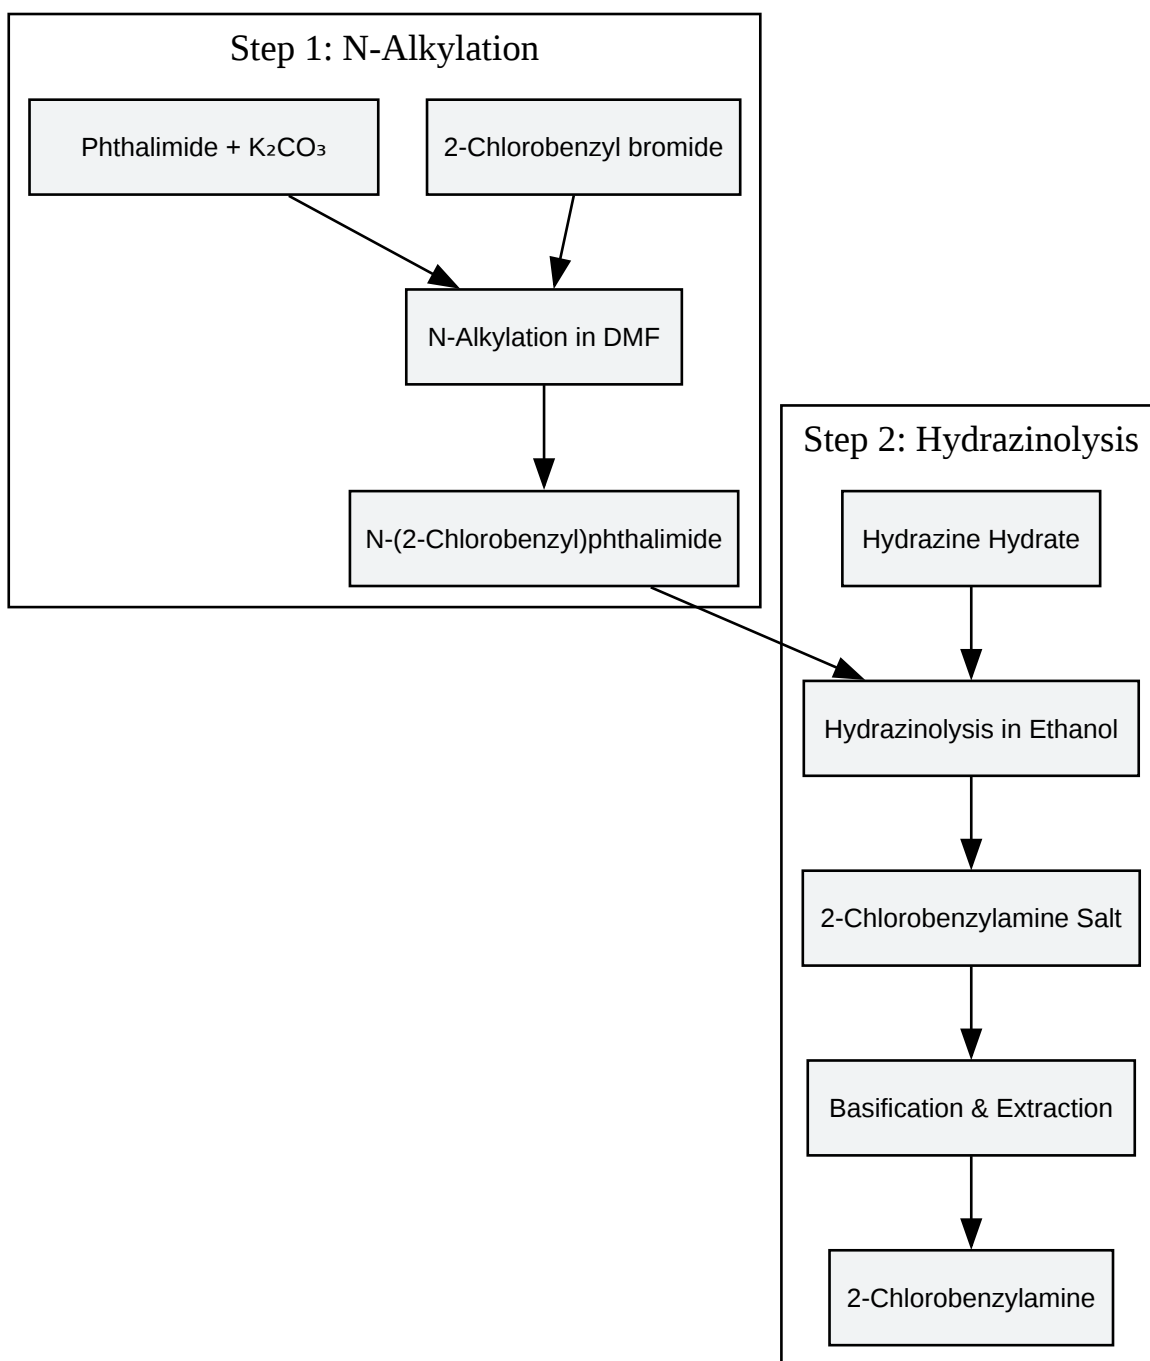 Step 1: N-Alkylation
Phthalimide + K₂CO₃
2-Chlorobenzyl bromide
N-Alkylation in DMF
N-(2-Chlorobenzyl)phthalimide
Step 2: Hydrazinolysis
Hydrazine Hydrate
Hydrazinolysis in Ethanol
2-Chlorobenzylamine Salt
Basification & Extraction
2-Chlorobenzylamine